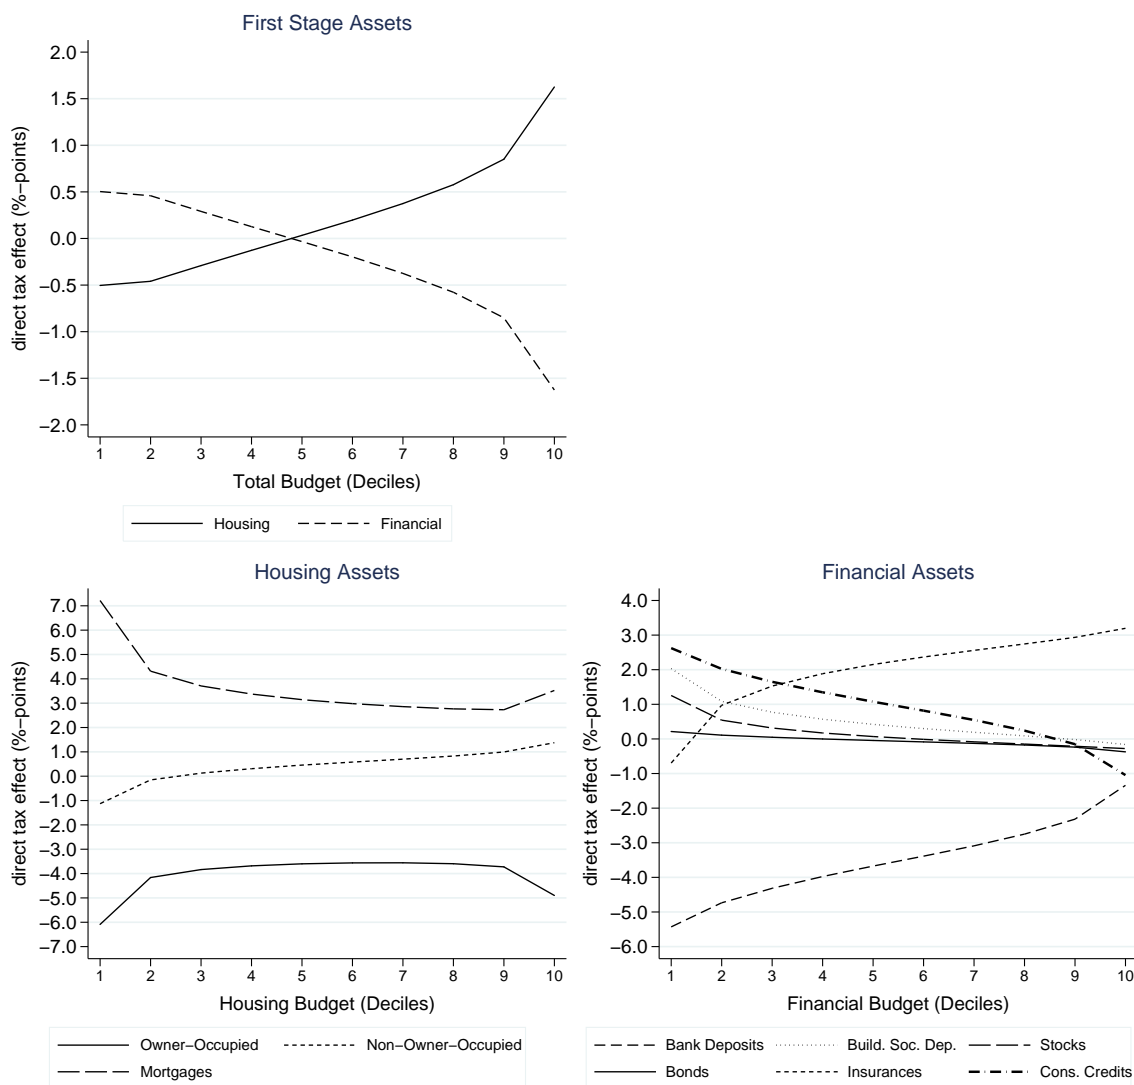 First Stage Assets
direct tax effect (%−points)
2.0
1.5
1.0
0.5
0.0
−0.5
−1.0
−1.5
−2.0
1 2 3 4 5 6 7 8 9 10
Total Budget (Deciles)
Housing Financial
Housing Assets
direct tax effect (%−points)
7.0
6.0
5.0
4.0
3.0
2.0
1.0
0.0
−1.0
−2.0
−3.0
−4.0
−5.0
−6.0
−7.0
1 2 3 4 5 6 7 8 9 10
Housing Budget (Deciles)
Owner−Occupied Non−Owner−Occupied
Mortgages
Financial Assets
direct tax effect (%−points)
4.0
3.0
2.0
1.0
0.0
−1.0
−2.0
−3.0
−4.0
−5.0
−6.0
1 2 3 4 5 6 7 8 9 10
Financial Budget (Deciles)
Bank Deposits Build. Soc. Dep. Stocks
Bonds Insurances Cons. Credits